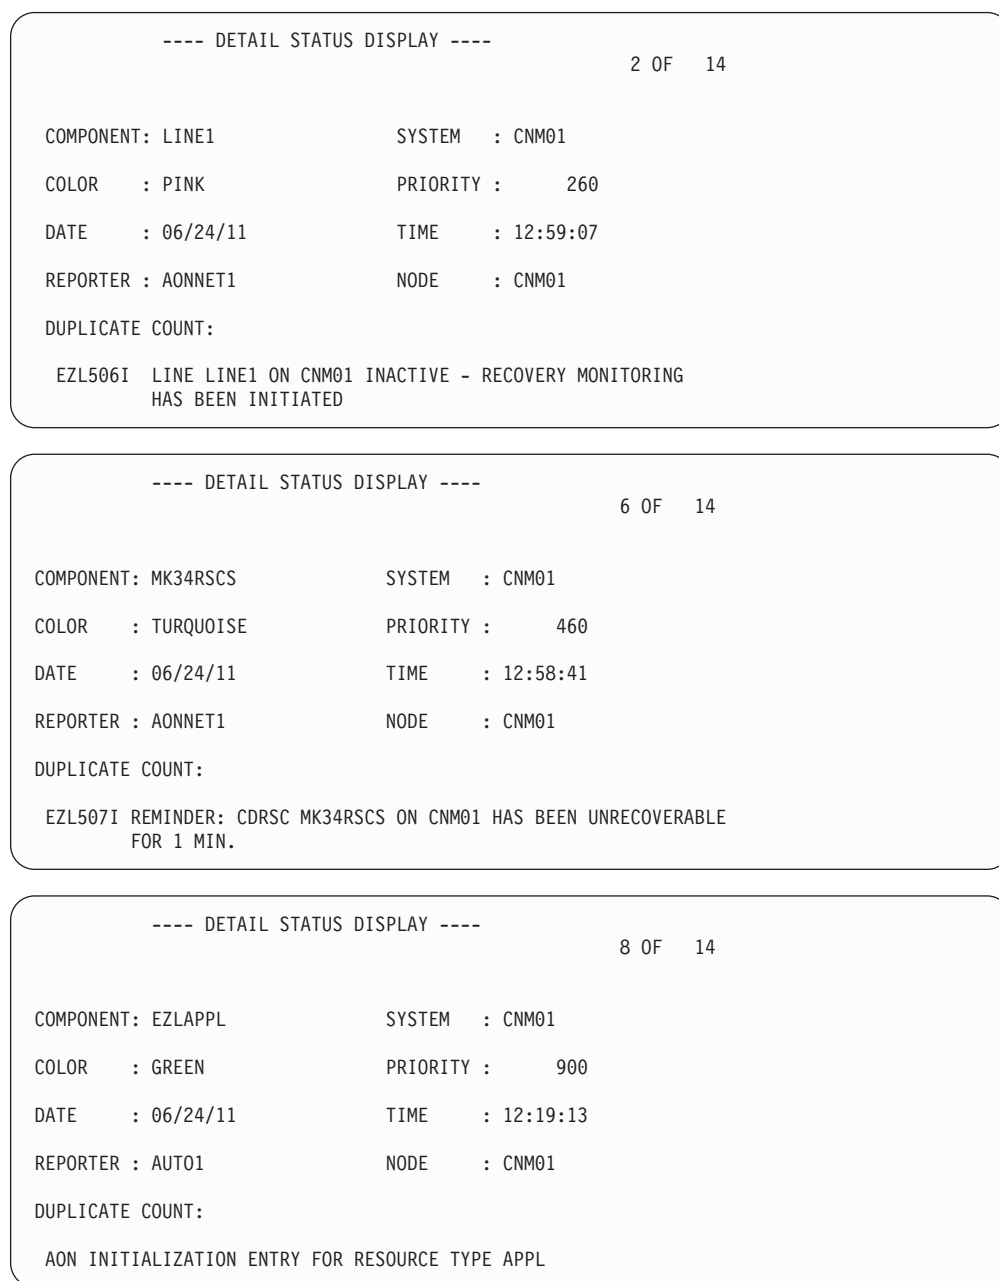 ---- DETAIL STATUS DISPLAY ----
2 OF 14
COMPONENT: LINE1 SYSTEM : CNM01
COLOR : PINK PRIORITY : 260
DATE : 06/24/11 TIME : 12:59:07
REPORTER : AONNET1 NODE : CNM01
DUPLICATE COUNT:
EZL506I LINE LINE1 ON CNM01 INACTIVE - RECOVERY MONITORING
HAS BEEN INITIATED
---- DETAIL STATUS DISPLAY ----
6 OF 14
COMPONENT: MK34RSCS SYSTEM : CNM01
COLOR : TURQUOISE PRIORITY : 460
DATE : 06/24/11 TIME : 12:58:41
REPORTER : AONNET1 NODE : CNM01
DUPLICATE COUNT:
EZL507I REMINDER: CDRSC MK34RSCS ON CNM01 HAS BEEN UNRECOVERABLE
FOR 1 MIN.
---- DETAIL STATUS DISPLAY ----
8 OF 14
COMPONENT: EZLAPPL SYSTEM : CNM01
COLOR : GREEN PRIORITY : 900
DATE : 06/24/11 TIME : 12:19:13
REPORTER : AUTO1 NODE : CNM01
DUPLICATE COUNT:
AON INITIALIZATION ENTRY FOR RESOURCE TYPE APPL